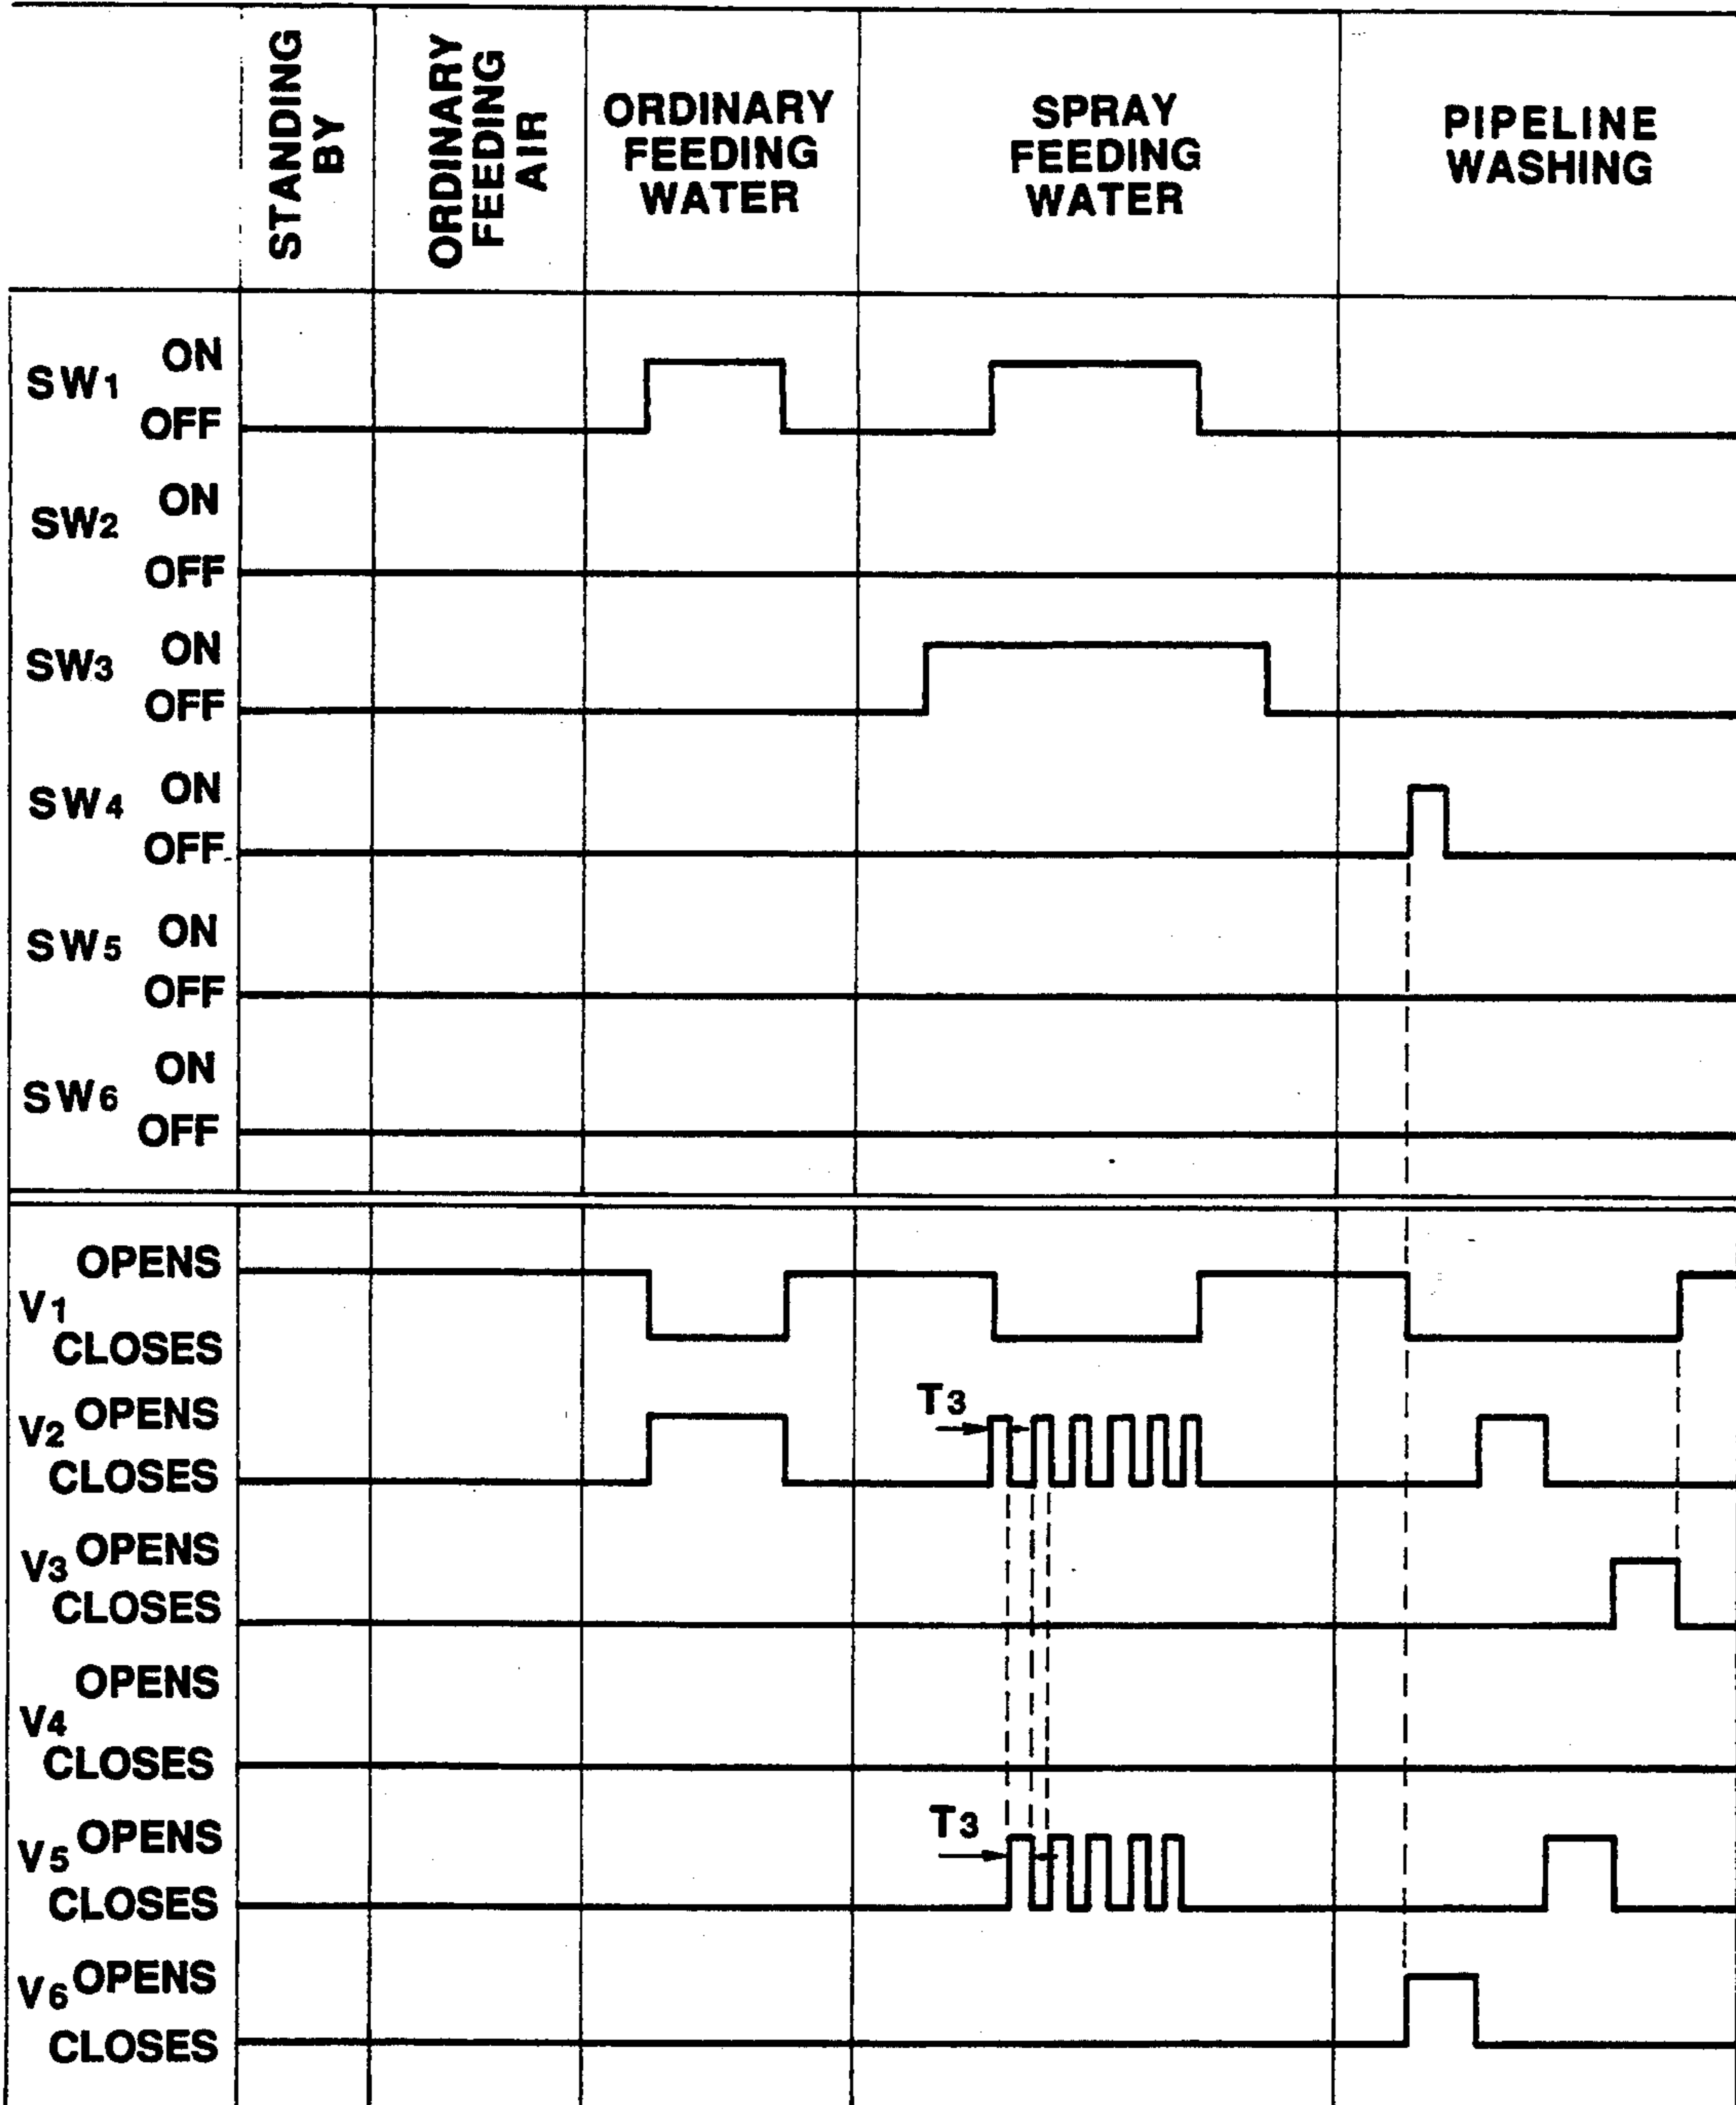 STANDING
BY
ORDINARY
FEEDING
AIR
ORDINARY
FEEDING
WATER
SPRAY
FEEDING
WATER
PIPELINE
WASHING
SW1 ON
OFF
SW2 ON
OFF
SW3 ON
OFF
SW4 ON
OFF
SW5 ON
OFF
SW6 ON
OFF
V1 OPENS
CLOSES
V2 OPENS
CLOSES
T3
V3 OPENS
CLOSES
V4 OPENS
CLOSES
V5 OPENS
CLOSES
T3
V6 OPENS
CLOSES